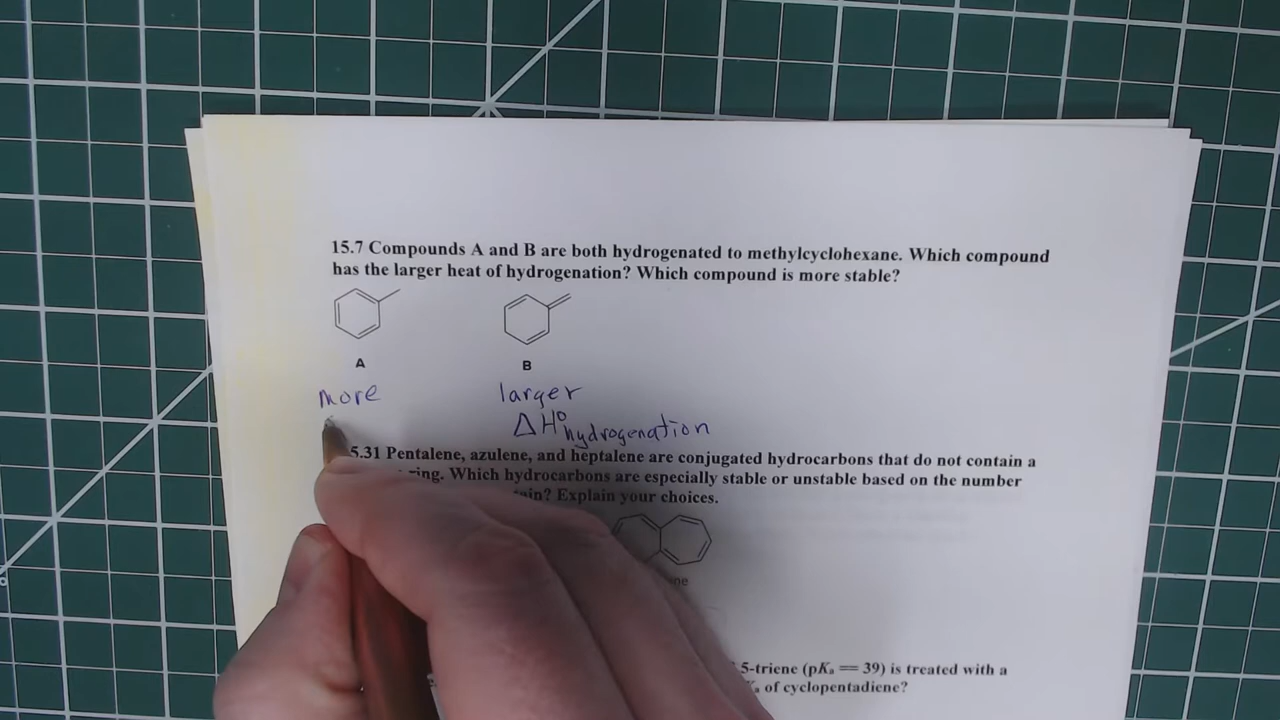 15.7 Compounds A and B are both hydrogenated to methylcyclohexane. Which compound
has the larger heat of hydrogenation? Which compound is more stable?
A B
more larger
ΔH° hydrogenation
5.31 Pentalene, azulene, and heptalene are conjugated hydrocarbons that do not contain a
ring. Which hydrocarbons are especially stable or unstable based on the number
Explain your choices.
5-triene (pKₐ = 39) is treated with a
of cyclopentadiene?